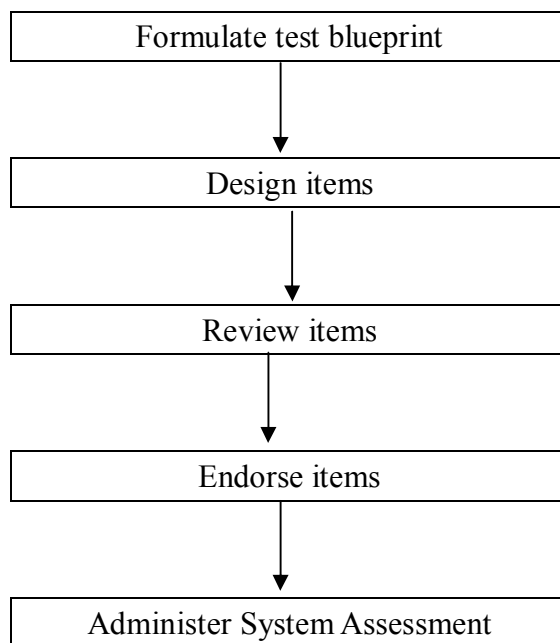 Formulate test blueprint
Design items
Review items
Endorse items
Administer System Assessment